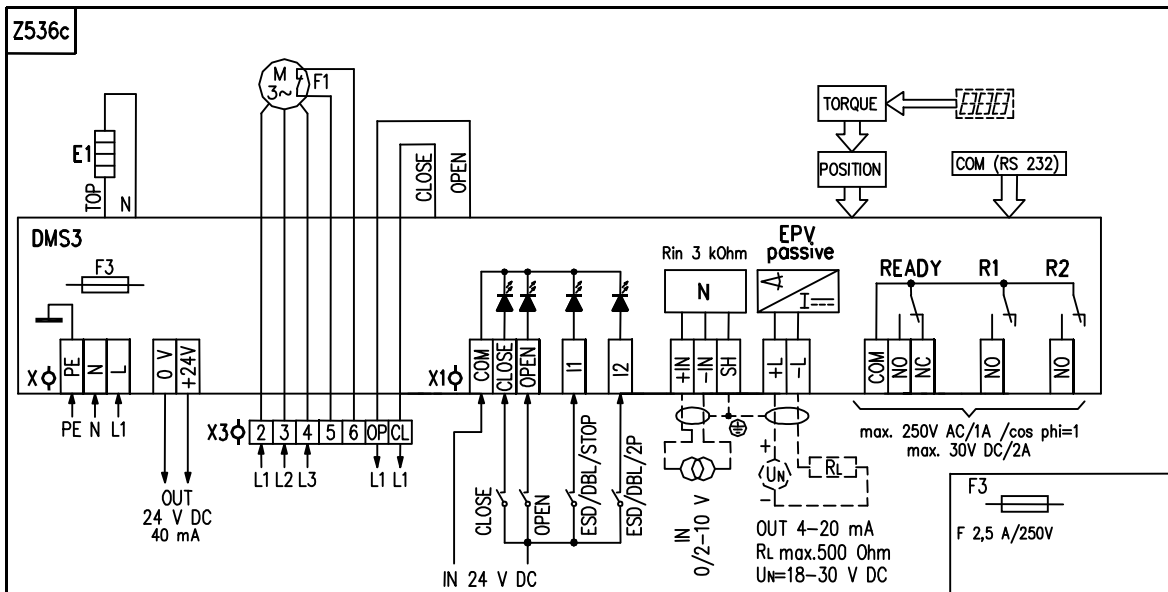 Z536c
M
3~
F1
E1
TOP
N
CLOSE
OPEN
TORQUE
POSITION
COM (RS 232)
DMS3
F3
Rin 3 kOhm
N
EPV
passive
I
READY
R1
R2
X
PE
N
L
0 V
+24V
X1
COM
CLOSE
OPEN
I1
I2
+IN
-IN
SH
+L
-L
COM
NO
NC
NO
NO
PE N L1
X3
2 3 4 5 6 OP CL
L1 L2 L3
L1 L1
OUT
24 V DC
40 mA
CLOSE
OPEN
ESD/DBL/STOP
ESD/DBL/2P
IN 24 V DC
IN
0/2-10 V
+
UN
-
RL
OUT 4-20 mA
RL max.500 Ohm
UN=18-30 V DC
max. 250V AC/1A /cos phi=1
max. 30V DC/2A
F3
F 2,5 A/250V